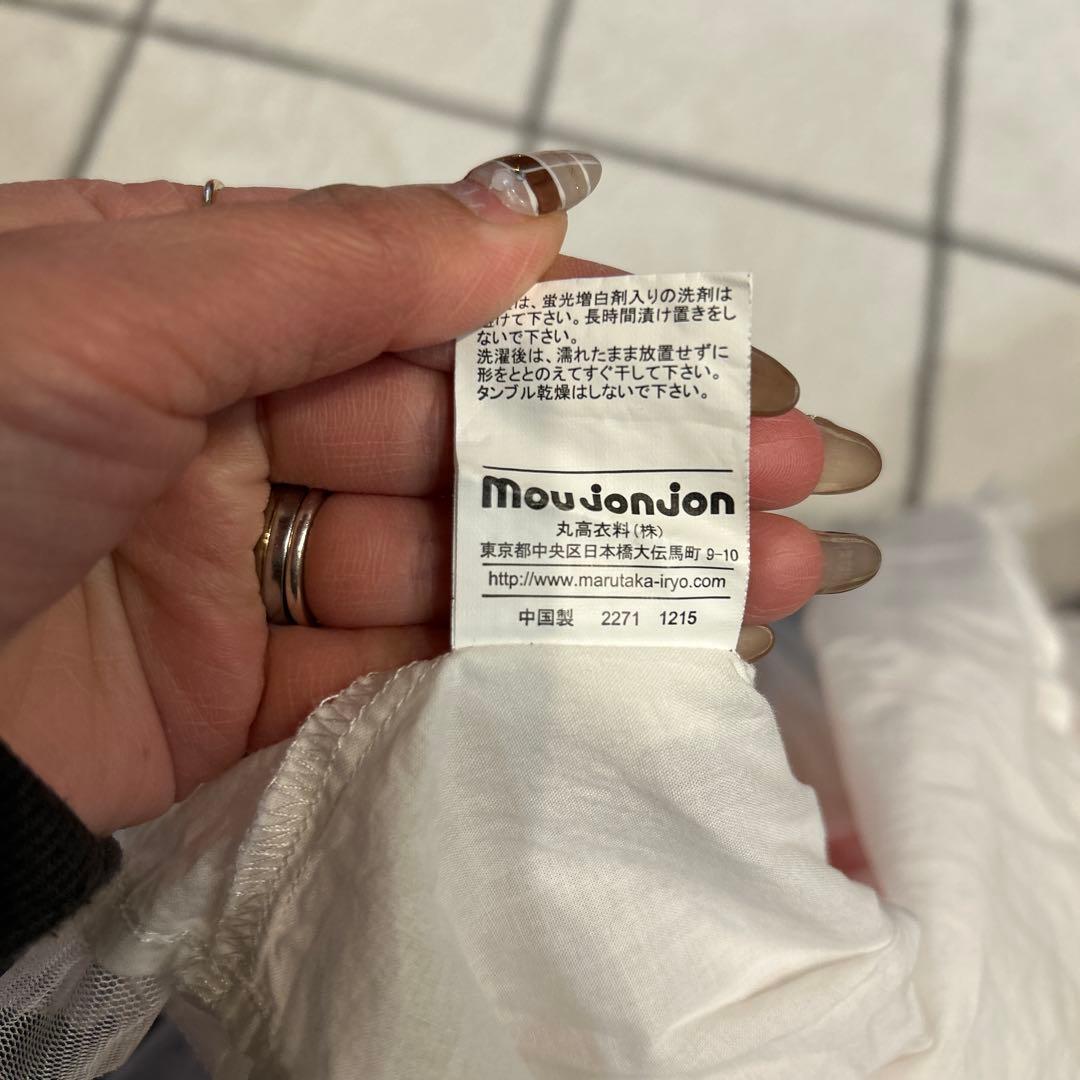 は、蛍光増白剤入りの洗剤は
避けて下さい。長時間漬け置きをし
ないで下さい。
洗濯後は、濡れたまま放置せずに
形をととのえてすぐ干して下さい。
タンブル乾燥はしないで下さい。
Moujonjon
丸高衣料(株)
東京都中央区日本橋大伝馬町 9-10
http://www.marutaka-iryo.com
中国製 2271 1215